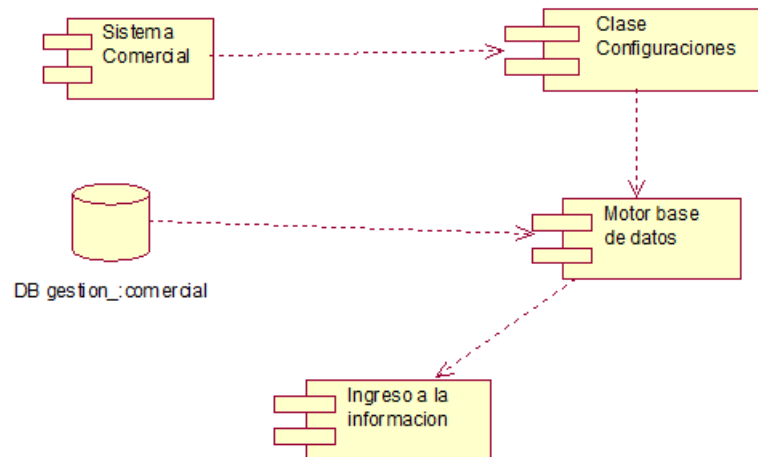 Sistema
Comercial
Clase
Configuraciones
Motor base
de datos
DB gestion_:comercial
Ingreso a la
informacion